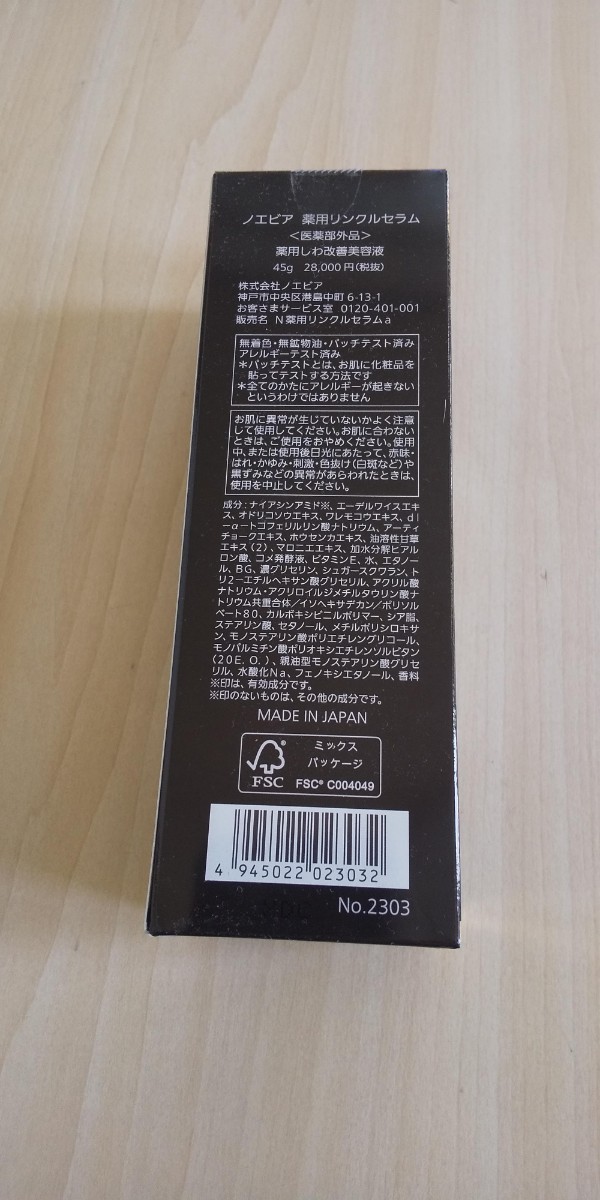 ノエビア 薬用リンクルセラム
＜医薬部外品＞
薬用しわ改善美容液
45g 28,000円(税抜)
株式会社ノエビア
神戸市中央区港島中町6-13-1
お客さまサービス室 0120-401-001
販売名 N薬用リンクルセラムa
無着色・無鉱物油・パッチテスト済み
アレルギーテスト済み
＊パッチテストとは、お肌に化粧品を
貼ってテストする方法です
＊全てのかたにアレルギーが起きない
というわけではありません
お肌に異常が生じていないかよく注意
して使用してください。お肌に合わない
ときは、ご使用をおやめください。使用
中、または使用後日光にあたって、赤味・
はれ・かゆみ・刺激・色抜け(白斑など)や
黒ずみなどの異常があらわれたときは、
使用を中止してください。
成分：ナイアシンアミド※、エーデルワイスエキ
ス、オドリコソウエキス、ワレモコウエキス、dl
－α－トコフェリルリン酸ナトリウム、アーティ
チョークエキス、ホウセンカエキス、油溶性甘草
エキス(2)、マロニエエキス、加水分解ヒアル
ロン酸、コメ発酵液、ビタミンE、水、エタノー
ル、BG、濃グリセリン、シュガースクワラン、ト
リ2－エチルヘキサン酸グリセリル、アクリル酸
ナトリウム・アクリロイルジメチルタウリン酸ナ
トリウム共重合体／イソヘキサデカン／ポリソル
ベート80、カルボキシビニルポリマー、シア脂、
ステアリン酸、セタノール、メチルポリシロキサ
ン、モノステアリン酸ポリエチレングリコール、
モノパルミチン酸ポリオキシエチレンソルビタン
(20E.O.)、親油型モノステアリン酸グリセ
リル、水酸化Na、フェノキシエタノール、香料
※印は、有効成分です。
※印のないものは、その他の成分です。
MADE IN JAPAN
ミックス
パッケージ
FSC FSC® C004049
4 945022 023032
No.2303